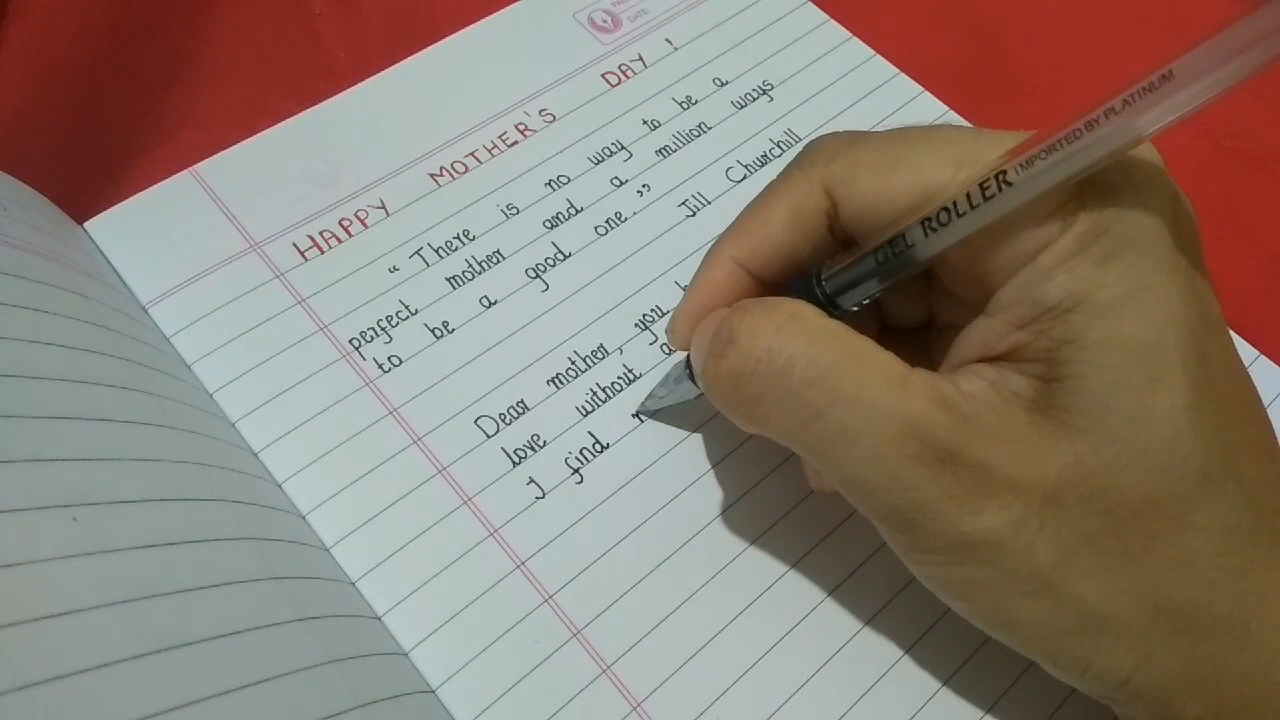 DATE:
HAPPY MOTHER'S DAY !
“ There is no way to be a
perfect mother and a million ways
to be a good one.”
Jill Churchill
Dear mother, you
love without
I find
GEL ROLLER IMPORTED BY PLATINUM